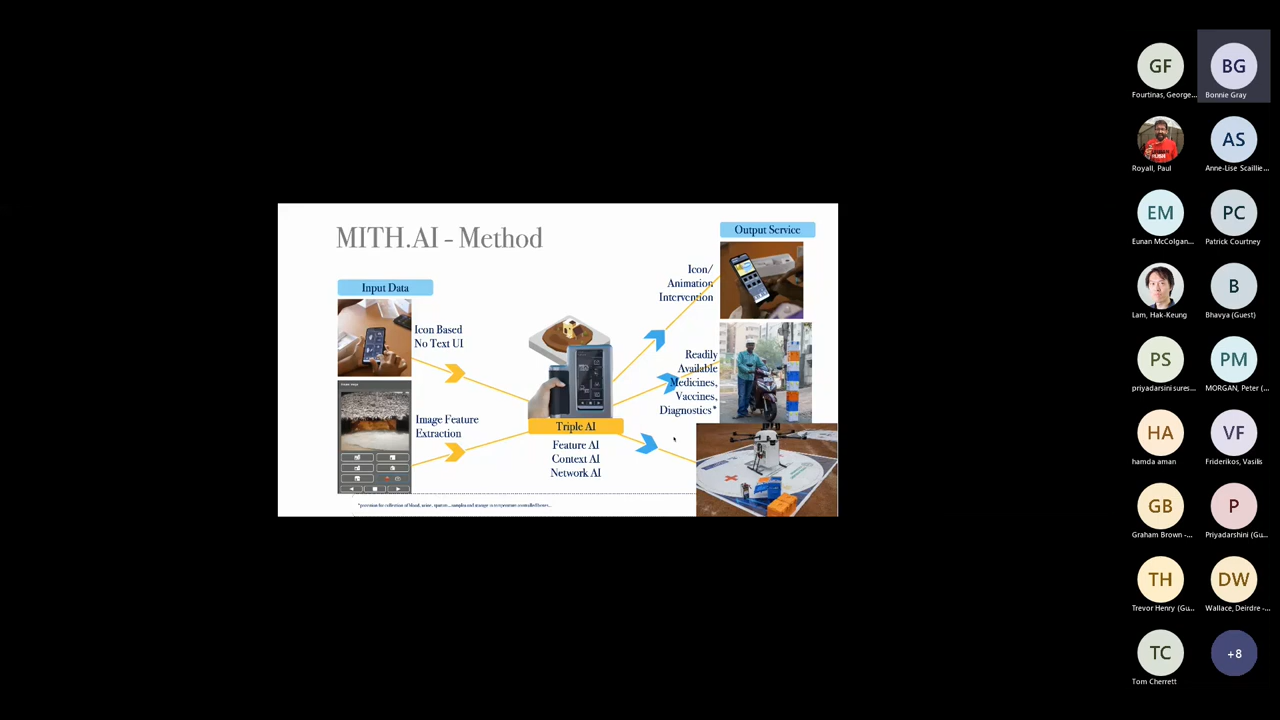 MITH.AI - Method
Input Data
Icon Based
No Text UI
Image Feature
Extraction
Triple AI
Feature AI
Context AI
Network AI
Icon/
Animation
Intervention
Readily
Available
Medicines,
Vaccines,
Diagnostics*
Output Service
GF
Fourtinas, George...
BG
Bonnie Gray
Royall, Paul
AS
Anne-Lise Scaillie...
EM
Eunan McColgan...
PC
Patrick Courtney
Lam, Hak-Keung
B
Bhavya (Guest)
PS
priyadarsini sures...
PM
MORGAN, Peter (...
HA
hamda aman
VF
Friderikos, Vasilis
GB
Graham Brown -...
P
Priyadarshini (Gu...
TH
Trevor Henry (Gu...
DW
Wallace, Deirdre -...
TC
Tom Cherrett
+8